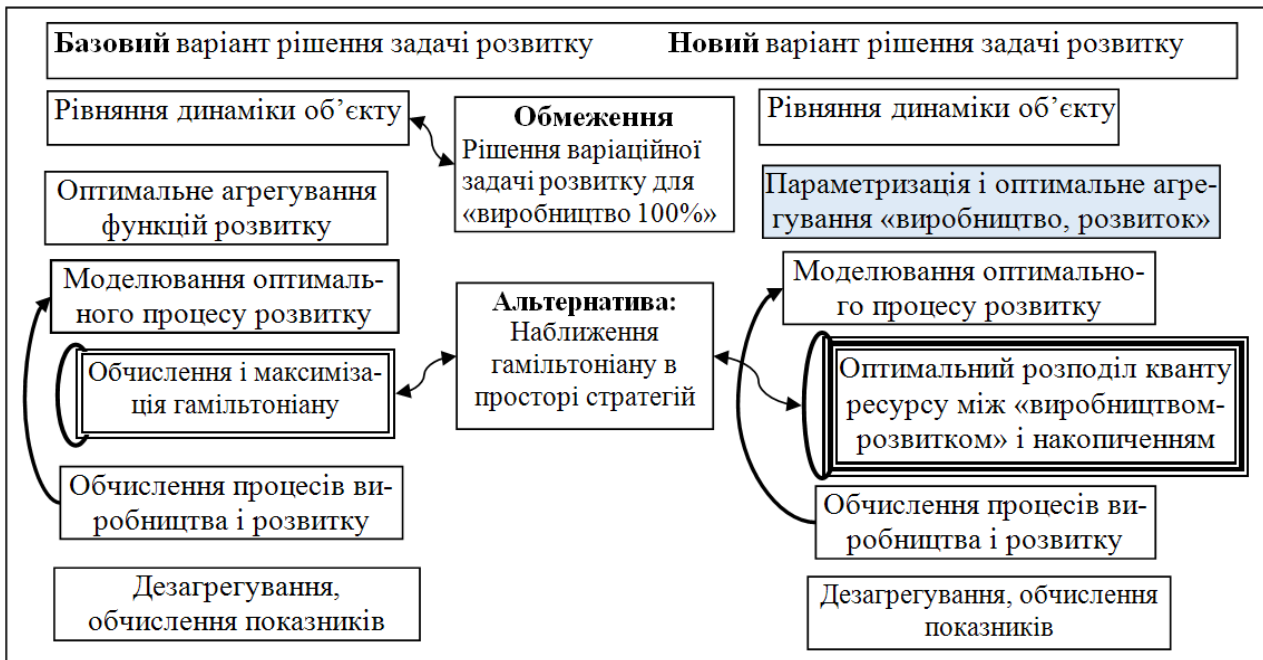 Базовий варіант рішення задачі розвитку Новий варіант рішення задачі розвитку
Рівняння динаміки об’єкту
Оптимальне агрегування
функцій розвитку
Моделювання оптималь-
ного процесу розвитку
Обчислення і максиміза-
ція гамільтоніану
Обчислення процесів ви-
робництва і розвитку
Дезагрегування,
обчислення показників
Обмеження
Рішення варіаційної
задачі розвитку для
«виробництво 100%»
Альтернатива:
Наближення
гамільтоніану в
просторі стратегій
Рівняння динаміки об’єкту
Параметризація і оптимальне агре-
гування «виробництво, розвиток»
Моделювання оптимально-
го процесу розвитку
Оптимальний розподіл кванту
ресурсу між «виробництвом-
розвитком» і накопиченням
Обчислення процесів ви-
робництва і розвитку
Дезагрегування, обчислення
показників